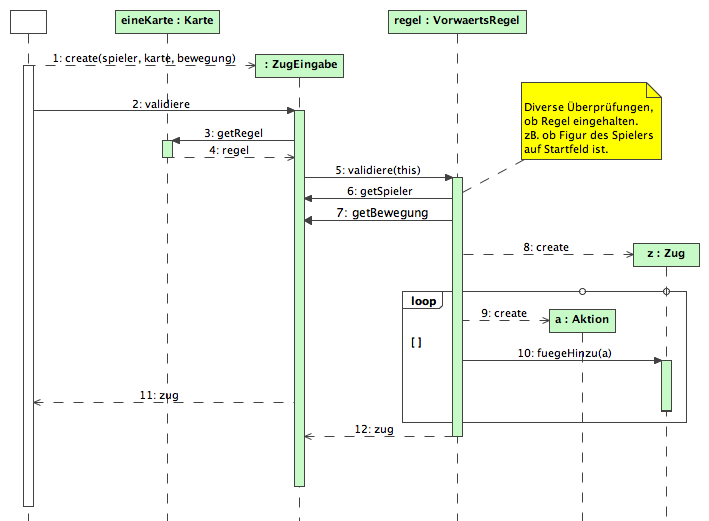 eineKarte : Karte
regel : VorwaertsRegel
1: create(spieler, karte, bewegung)
: ZugEingabe
2: validiere
Diverse Überprüfungen,
ob Regel eingehalten.
zB. ob Figur des Spielers
auf Startfeld ist.
3: getRegel
4: regel
5: validiere(this)
6: getSpieler
7: getBewegung
8: create
z : Zug
loop
9: create
a : Aktion
[ ]
10: fuegeHinzu(a)
11: zug
12: zug